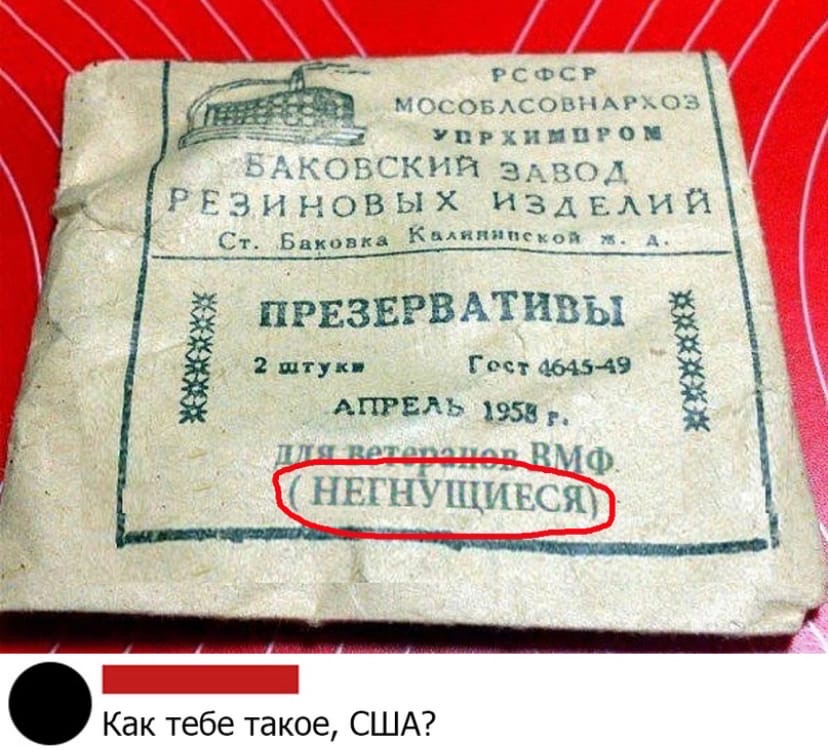 РСФСР
МОСОБЛСОВНАРХОЗ
УПРХИМПРОМ
БАКОВСКИЙ ЗАВОД
РЕЗИНОВЫХ ИЗДЕЛИЙ
Ст. Баковка Калининской ж. д.
ПРЕЗЕРВАТИВЫ
2 штуки Гост 4645-49
АПРЕЛЬ 1958 г.
для ветеранов ВМФ
(НЕГНУЩИЕСЯ)
Как тебе такое, США?